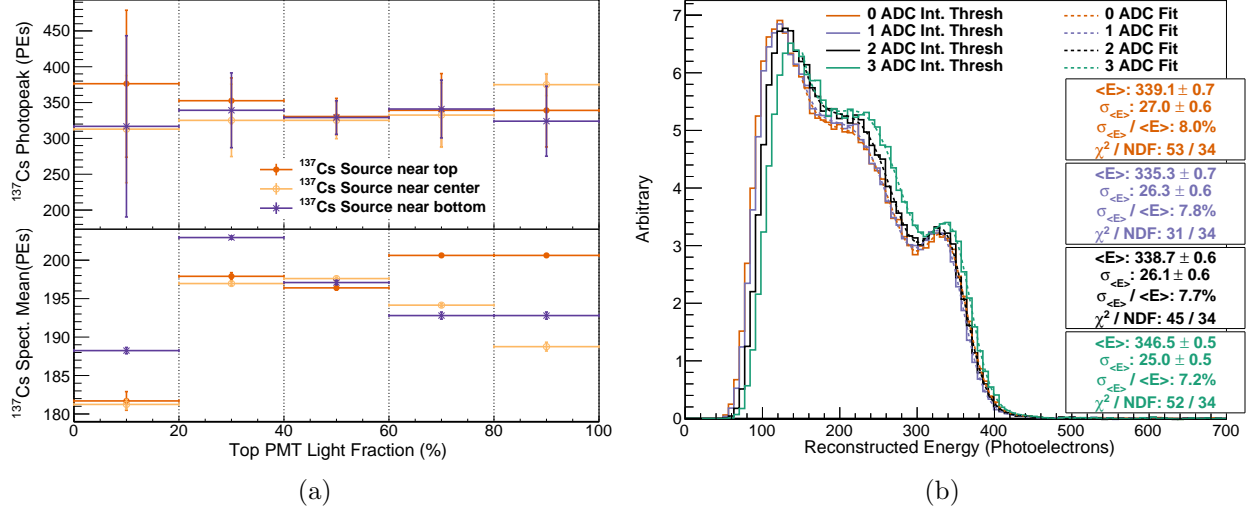 450
400
350
300
250
200
¹³⁷Cs Photopeak (PEs)
¹³⁷Cs Source near top
¹³⁷Cs Source near center
¹³⁷Cs Source near bottom
200
195
190
185
180
¹³⁷Cs Spect. Mean(PEs)
0 20 40 60 80 100
Top PMT Light Fraction (%)
(a)
7
6
5
4
3
2
1
0
Arbitrary
0 ADC Int. Thresh
1 ADC Int. Thresh
2 ADC Int. Thresh
3 ADC Int. Thresh
0 ADC Fit
1 ADC Fit
2 ADC Fit
3 ADC Fit
<E>: 339.1 ± 0.7
σ<E>: 27.0 ± 0.6
σ<E> / <E>: 8.0%
χ² / NDF: 53 / 34
<E>: 335.3 ± 0.7
σ<E>: 26.3 ± 0.6
σ<E> / <E>: 7.8%
χ² / NDF: 31 / 34
<E>: 338.7 ± 0.6
σ<E>: 26.1 ± 0.6
σ<E> / <E>: 7.7%
χ² / NDF: 45 / 34
<E>: 346.5 ± 0.5
σ<E>: 25.0 ± 0.5
σ<E> / <E>: 7.2%
χ² / NDF: 52 / 34
0 100 200 300 400 500 600 700
Reconstructed Energy (Photoelectrons)
(b)